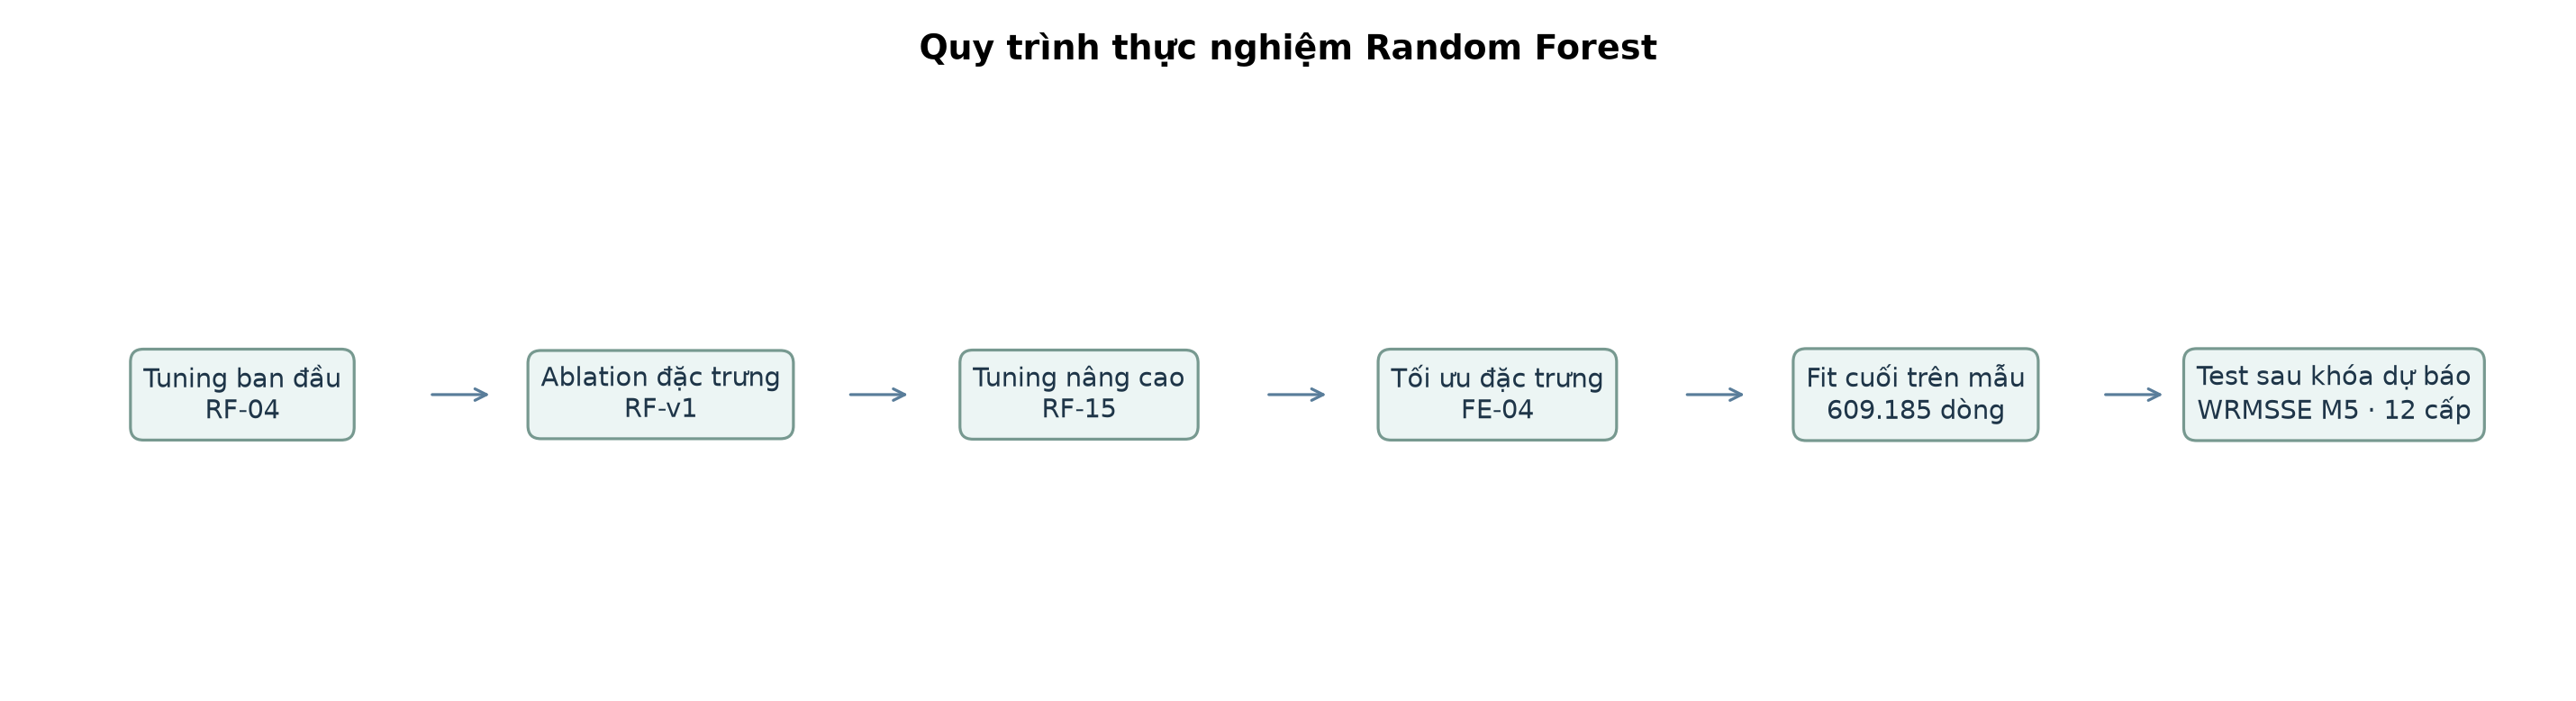 Quy trình thực nghiệm Random Forest
Tuning ban đầu
RF-04
Ablation đặc trưng
RF-v1
Tuning nâng cao
RF-15
Tối ưu đặc trưng
FE-04
Fit cuối trên mẫu
609.185 dòng
Test sau khóa dự báo
WRMSSE M5 · 12 cấp